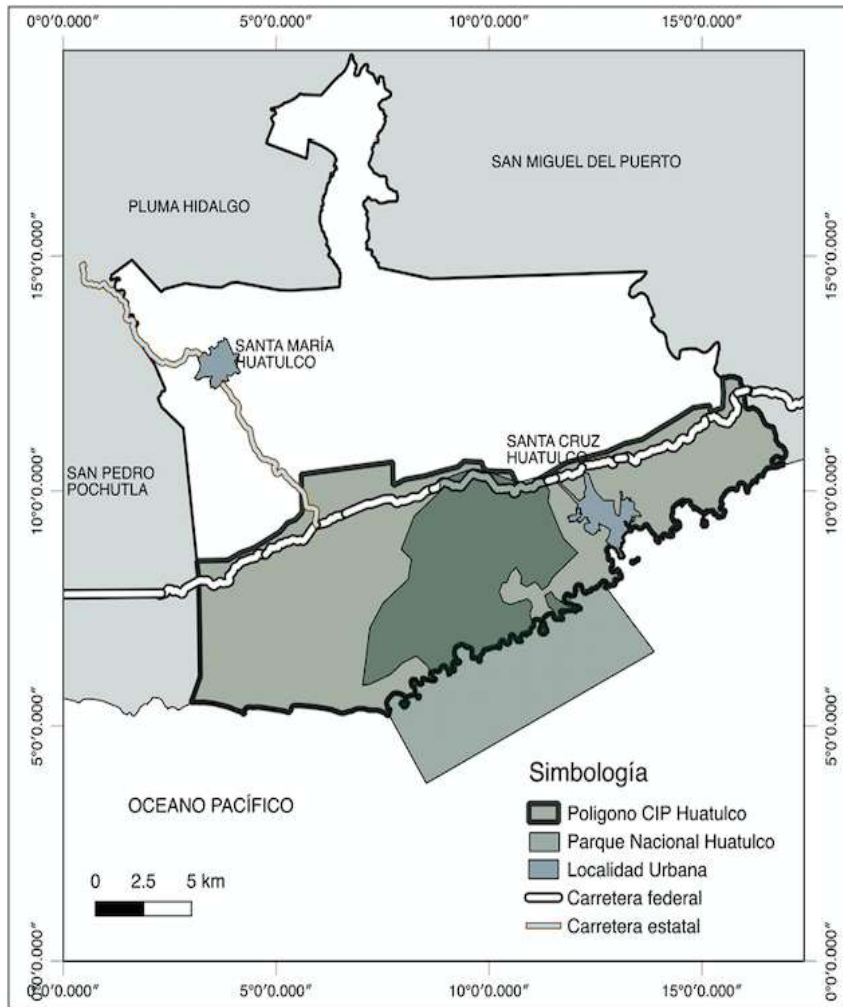 0°0′0.000″ 5°0′0.000″ 10°0′0.000″ 15°0′0.000″
SAN MIGUEL DEL PUERTO
PLUMA HIDALGO
15°0′0.000″ 15°0′0.000″
SANTA MARÍA
HUATULCO
SANTA CRUZ
HUATULCO
SAN PEDRO
POCHUTLA
10°0′0.000″ 10°0′0.000″
5°0′0.000″ 5°0′0.000″
OCEANO PACÍFICO
0 2.5 5 km
Simbología
Poligono CIP Huatulco
Parque Nacional Huatulco
Localidad Urbana
Carretera federal
Carretera estatal
0°0′0.000″ 0°0′0.000″
0°0′0.000″ 5°0′0.000″ 10°0′0.000″ 15°0′0.000″